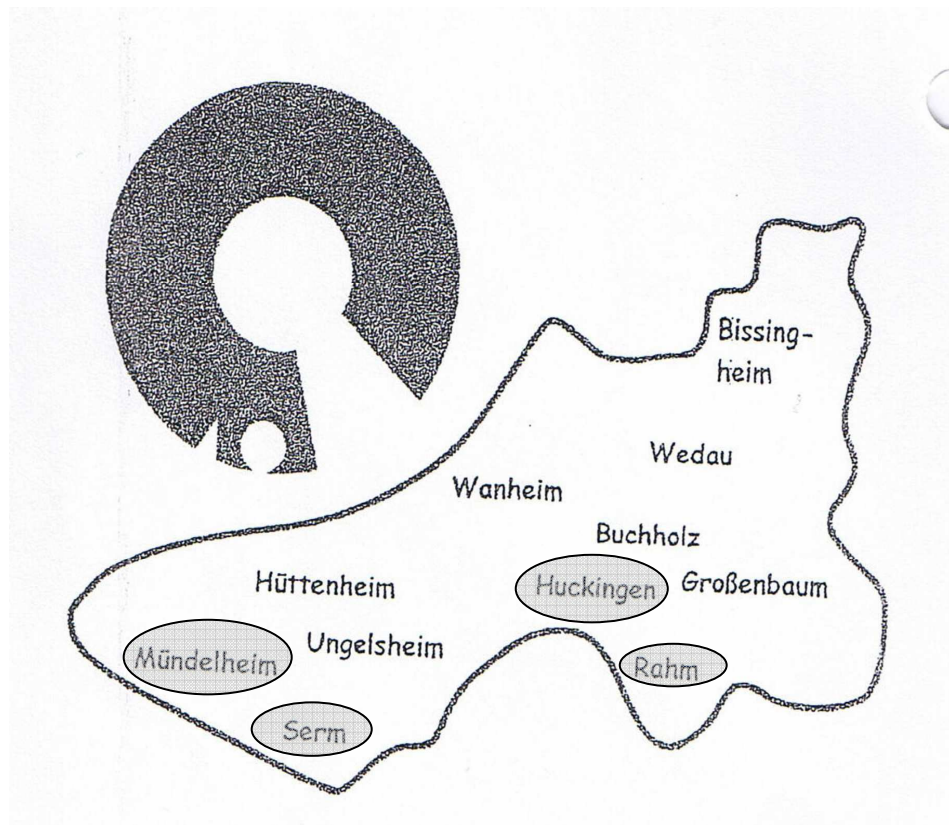 Bissing-
heim
Wedau
Wanheim
Buchholz
Hüttenheim
Huckingen
Großenbaum
Ungelsheim
Mündelheim
Rahm
Serm